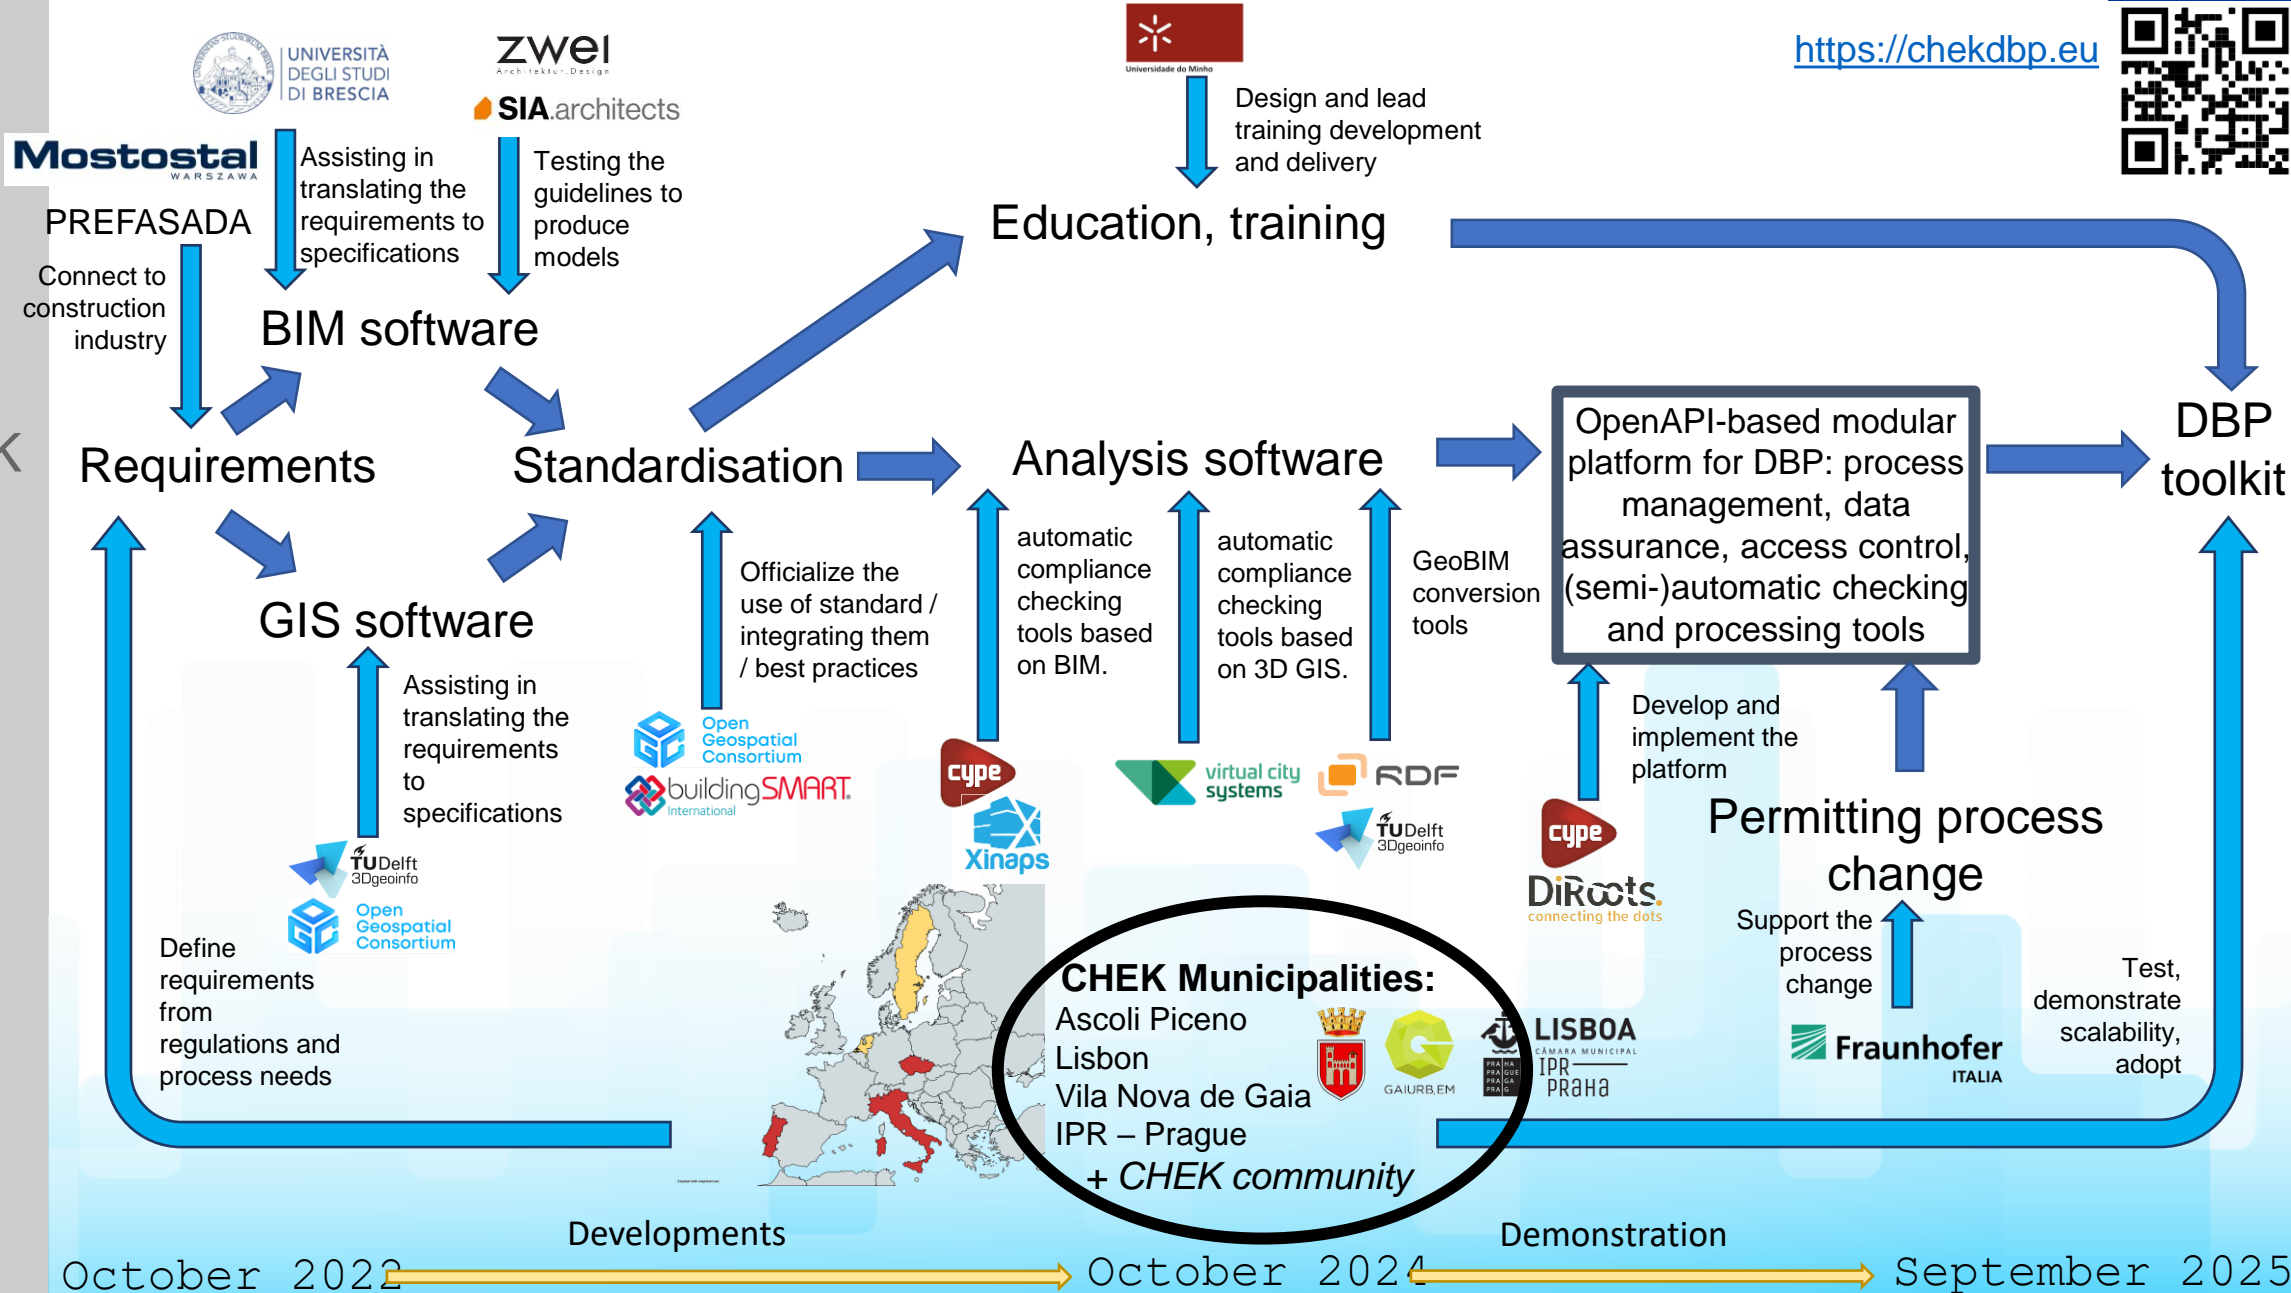 https://chekdbp.eu
UNIVERSITÀ
DEGLI STUDI
DI BRESCIA
zwei
Architektur.Design
SIA.architects
Universidade do Minho
Mostostal
WARSZAWA
PREFASADA
Connect to
construction
industry
Assisting in
translating the
requirements to
specifications
Testing the
guidelines to
produce
models
Design and lead
training development
and delivery
Education, training
BIM software
K
Requirements
Standardisation
Analysis software
OpenAPI-based modular
platform for DBP: process
management, data
assurance, access control,
(semi-)automatic checking
and processing tools
DBP
toolkit
GIS software
Assisting in
translating the
requirements
to
specifications
Officialize the
use of standard /
integrating them
/ best practices
automatic
compliance
checking
tools based
on BIM.
automatic
compliance
checking
tools based
on 3D GIS.
GeoBIM
conversion
tools
Develop and
implement the
platform
Open
Geospatial
Consortium
buildingSMART.
International
cype
Xinaps
virtual city
systems
RDF
TUDelft
3Dgeoinfo
cype
DiRoots.
connecting the dots
Permitting process
change
TUDelft
3Dgeoinfo
Open
Geospatial
Consortium
Define
requirements
from
regulations and
process needs
CHEK Municipalities:
Ascoli Piceno
Lisbon
Vila Nova de Gaia
IPR – Prague
+ CHEK community
GAIURB,EM
LISBOA
CÂMARA MUNICIPAL
PRA HA
PRA GUE
PRA GA
PRA G
IPR
PRAHA
Support the
process
change
Fraunhofer
ITALIA
Test,
demonstrate
scalability,
adopt
Developments
Demonstration
October 2022
October 2024
September 2025